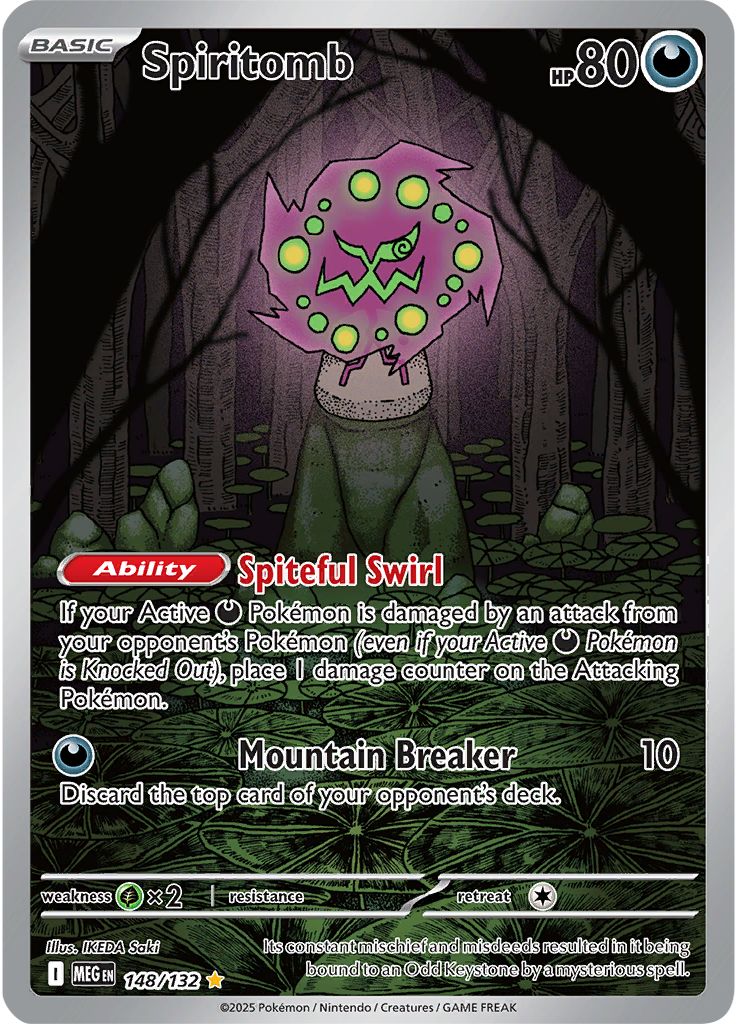 BASIC
Spiritomb
HP80
Ability Spiteful Swirl
If your Active Pokémon is damaged by an attack from
your opponent's Pokémon (even if your Active Pokémon
is Knocked Out), place 1 damage counter on the Attacking
Pokémon.
Mountain Breaker 10
Discard the top card of your opponent's deck.
weakness ×2 resistance retreat
Illus. IKEDA Saki
Its constant mischief and misdeeds resulted in it being
bound to an Odd Keystone by a mysterious spell.
I MEG EN 148/132
©2025 Pokémon / Nintendo / Creatures / GAME FREAK